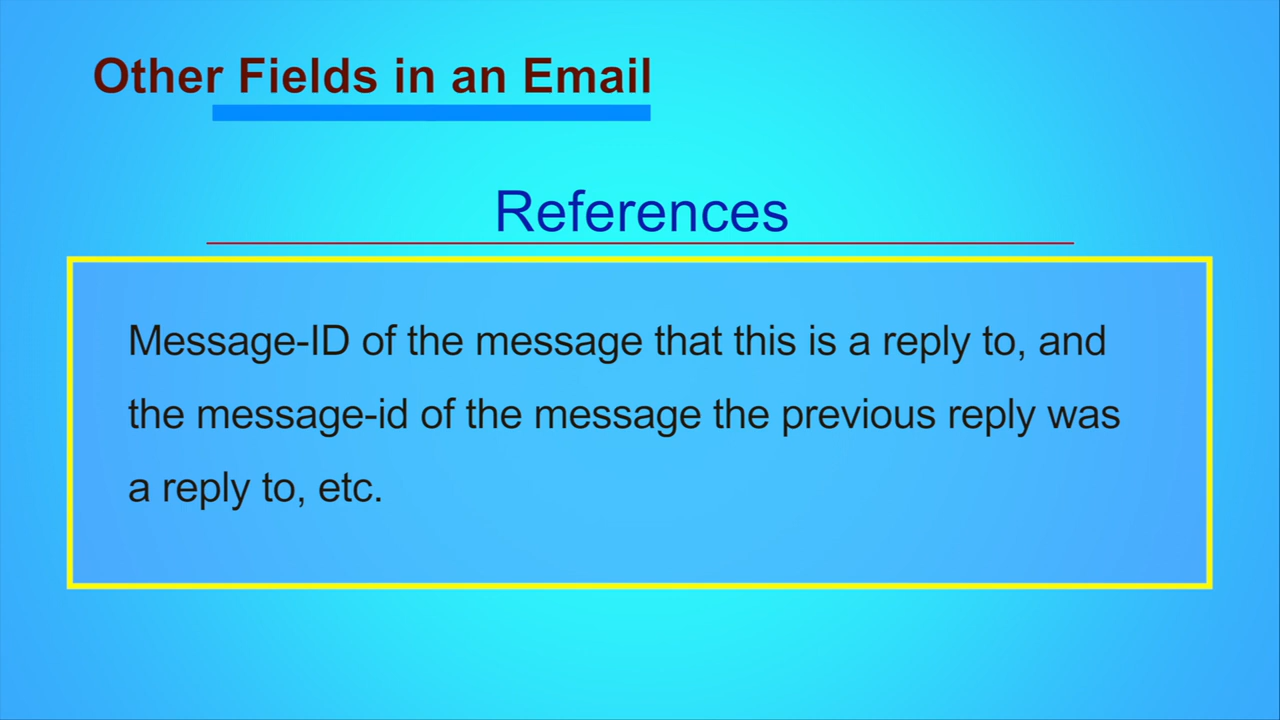 Other Fields in an Email
References
Message-ID of the message that this is a reply to, and
the message-id of the message the previous reply was
a reply to, etc.